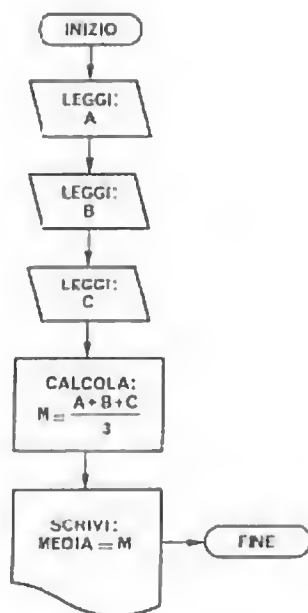 INIZIO
LEGGI:
A
LEGGI:
B
LEGGI:
C
CALCOLA:
M = A+B+C
3
SCRIVI:
MEDIA = M
FINE